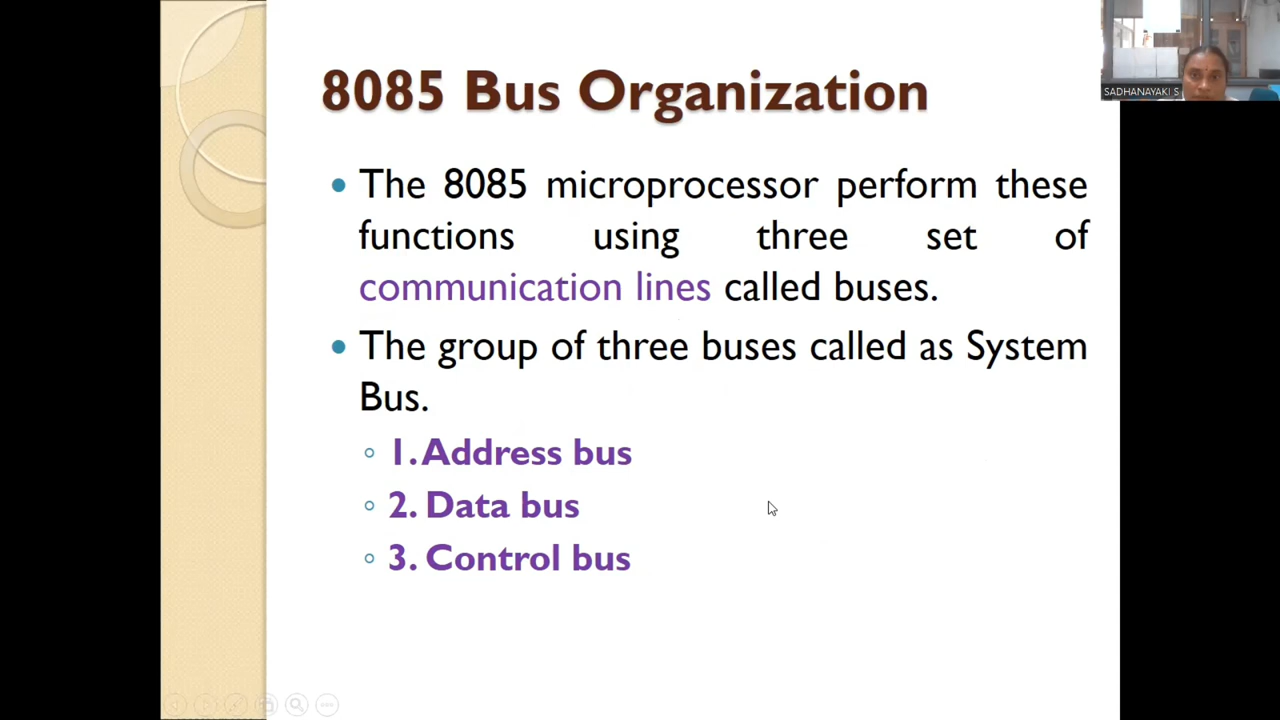 8085 Bus Organization
SADHANAYAKI S
• The 8085 microprocessor perform these
functions using three set of
communication lines called buses.
• The group of three buses called as System
Bus.
◦ 1. Address bus
◦ 2. Data bus
◦ 3. Control bus